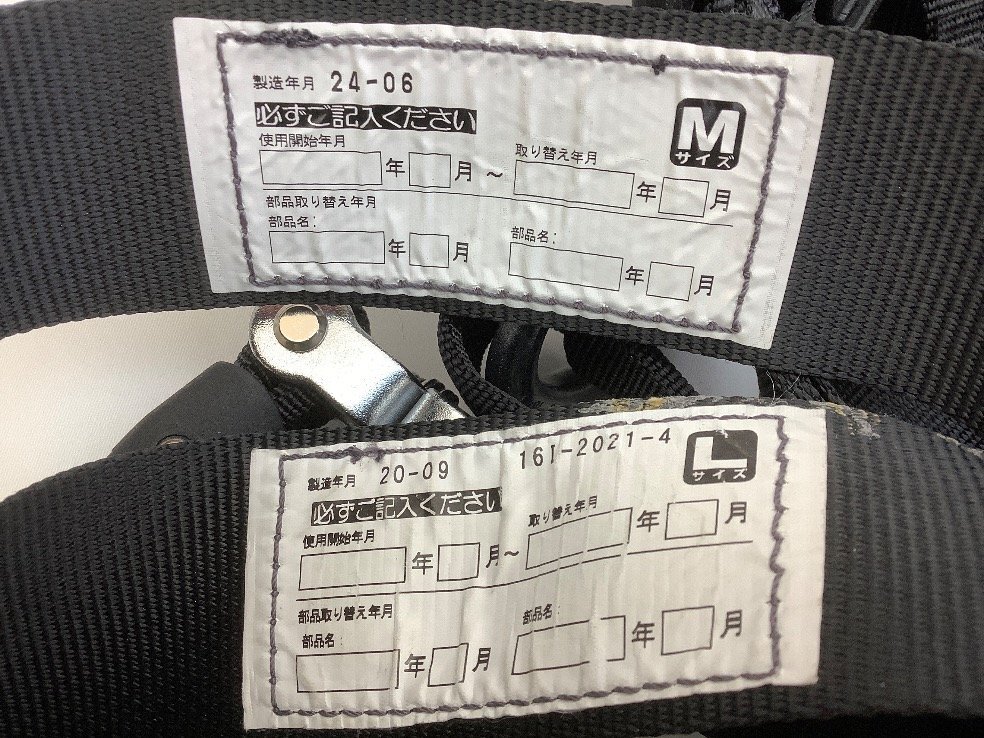 製造年月 24-06
必ずご記入ください
M
サイズ
使用開始年月 取り替え年月
年 月 ~ 年 月
部品取り替え年月
部品名: 部品名:
年 月 年 月
製造年月 20-09 161-2021-4
L
サイズ
必ずご記入ください
使用開始年月 取り替え年月
年 月~ 年 月
部品取り替え年月
部品名: 部品名:
年 月 年 月